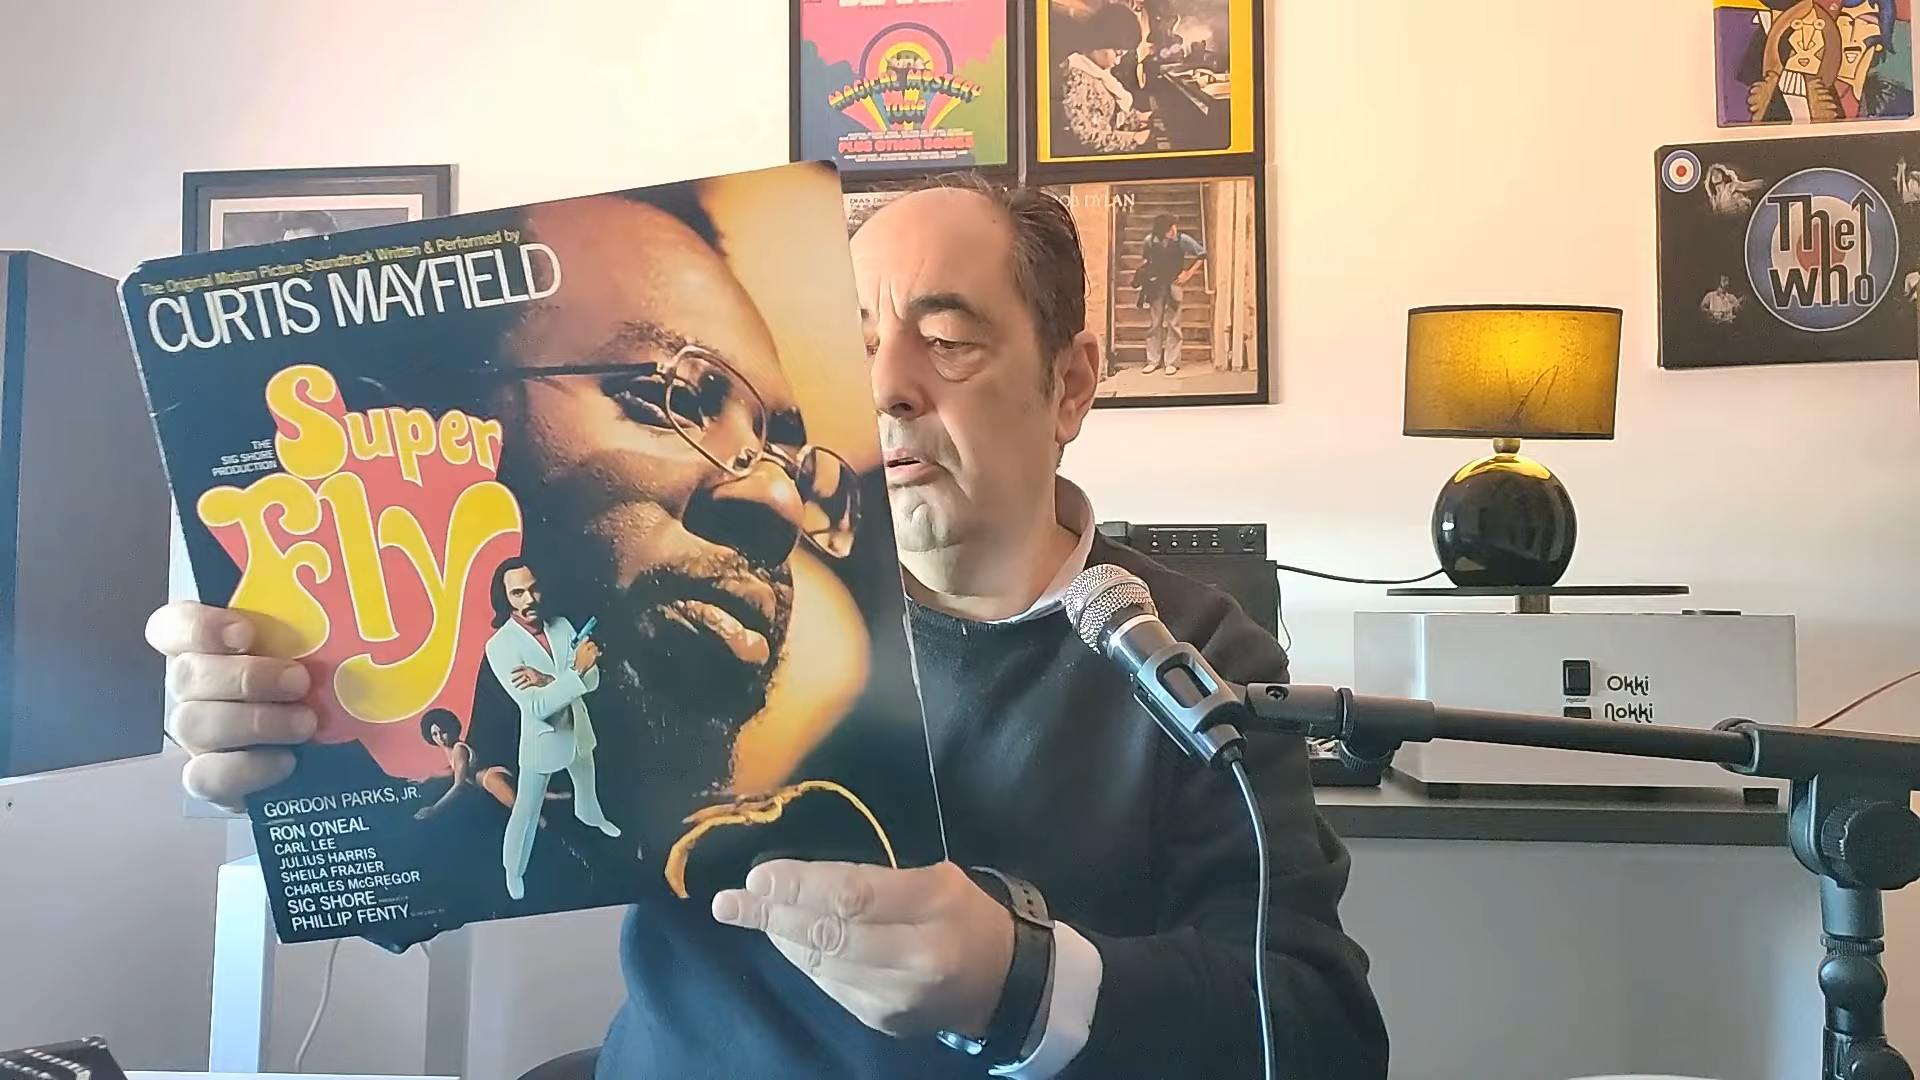 MAGICAL MYSTERY
TOUR
PLUS OTHER SONGS
BOB DYLAN
The
Who
The Original Motion Picture Soundtrack Written & Performed by
CURTIS MAYFIELD
THE
SIG SHORE
PRODUCTION
Super
Fly
GORDON PARKS, JR.
RON O'NEAL
CARL LEE
JULIUS HARRIS
SHEILA FRAZIER
CHARLES McGREGOR
SIG SHORE
PHILLIP FENTY
Okki
Nokki